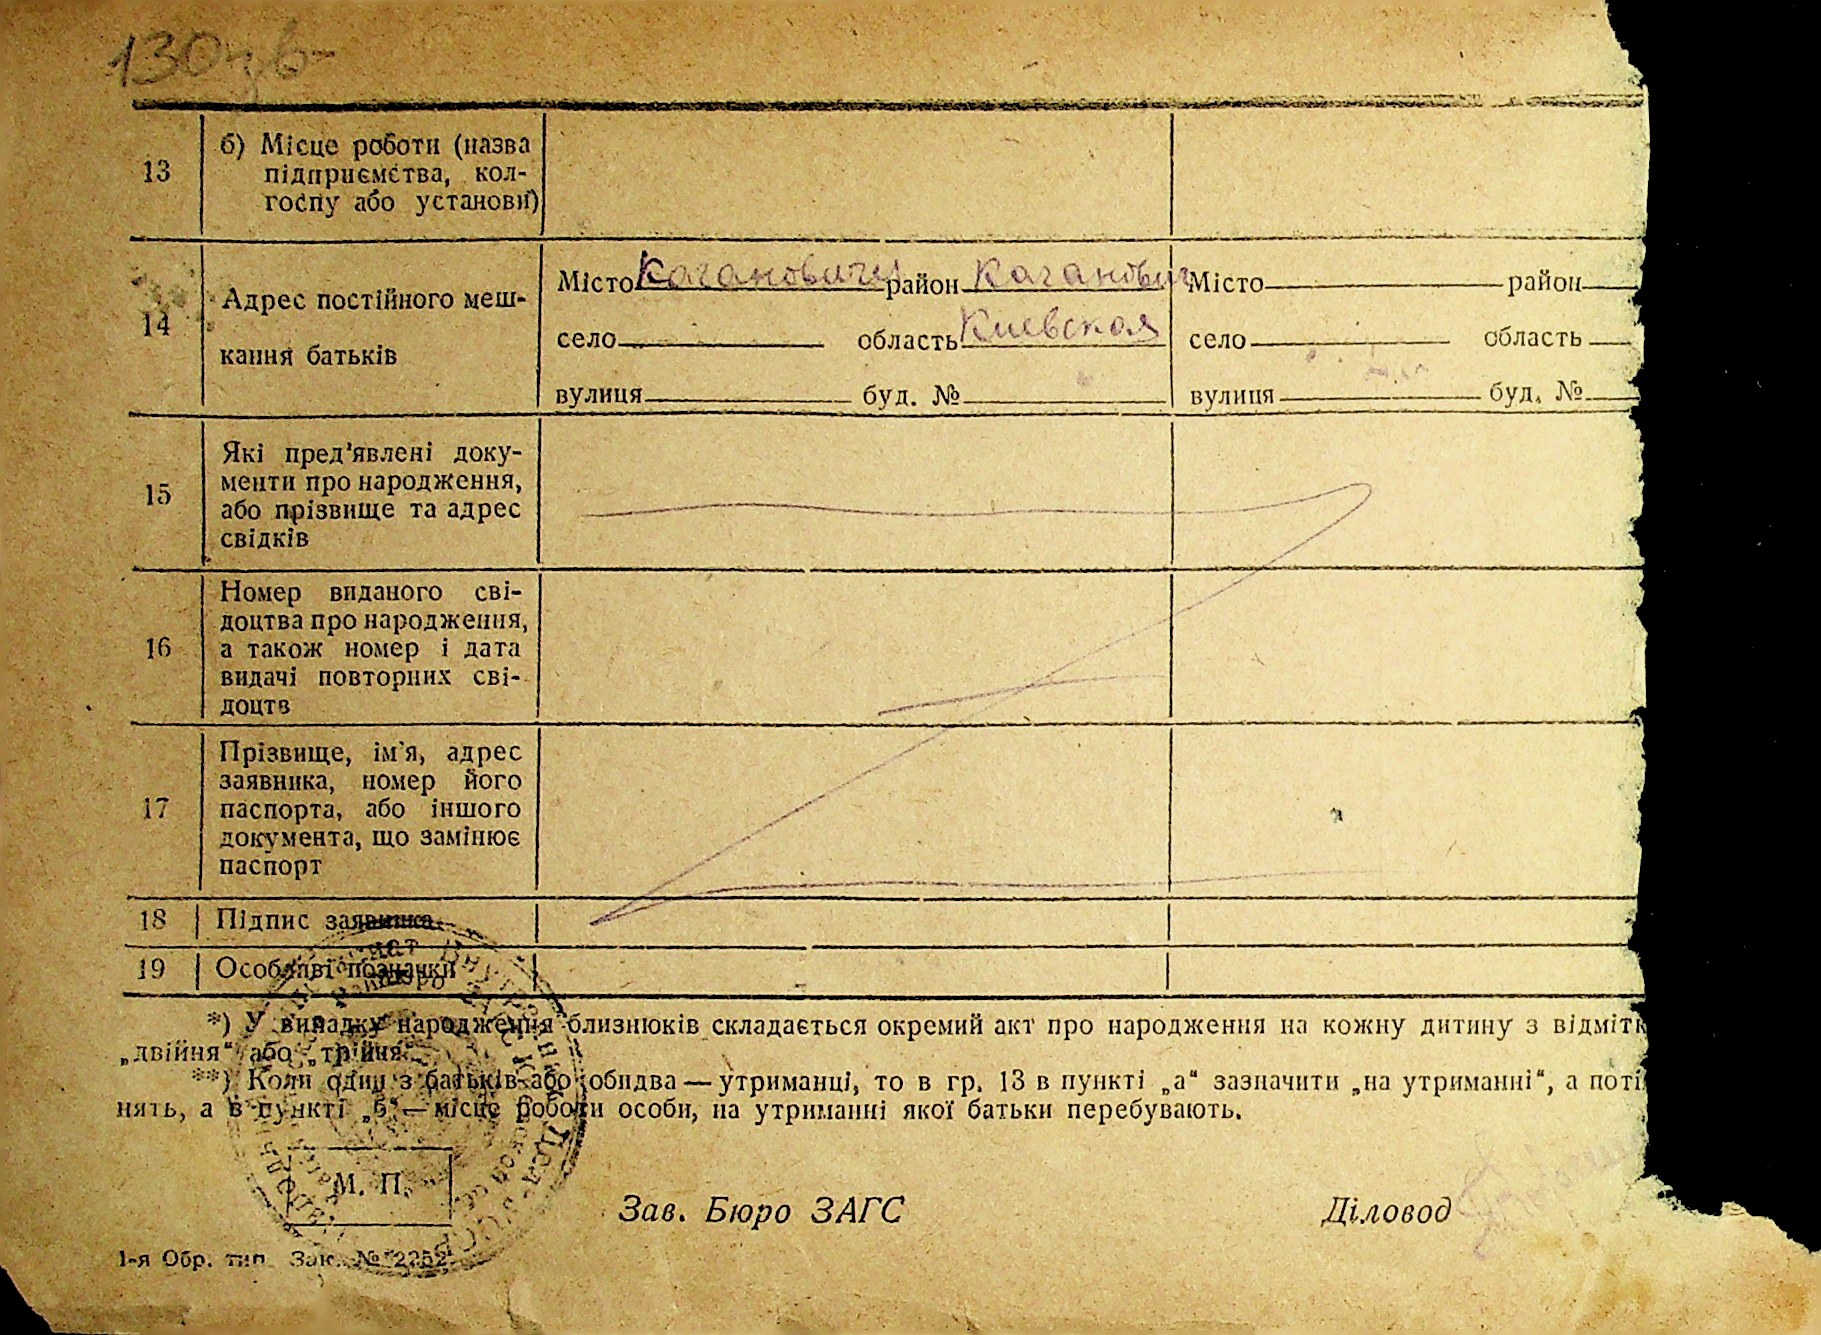 130
13
б) Місце роботи (назва
підприємства, кол-
госпу або установи)
14
Адрес постійного меш-
кання батьків
Місто Кагановичи район Каганович
село область Киевская
вулиця буд. №
Місто район
село область
вулиця буд. №
15
Які пред'явлені доку-
менти про народження,
або прізвище та адрес
свідків
16
Номер виданого сві-
доцтва про народження,
а також номер і дата
видачі повторних сві-
доцтв
17
Прізвище, ім'я, адрес
заявника, номер його
паспорта, або іншого
документа, що замінює
паспорт
18 Підпис заявника
19 Особливі позначки
*) У випадку народження близнюків складається окремий акт про народження на кожну дитину з відмітк
„двійня“ або „трійня“.
**) Коли один з батьків або обидва — утриманці, то в гр. 13 в пункті „а“ зазначити „на утриманні“, а поті
нять, а в пункті „б“ — місце роботи особи, на утриманні якої батьки перебувають.
М. П.
Зав. Бюро ЗАГС
Діловод
1-я Обр. тип. Зак. № 2252